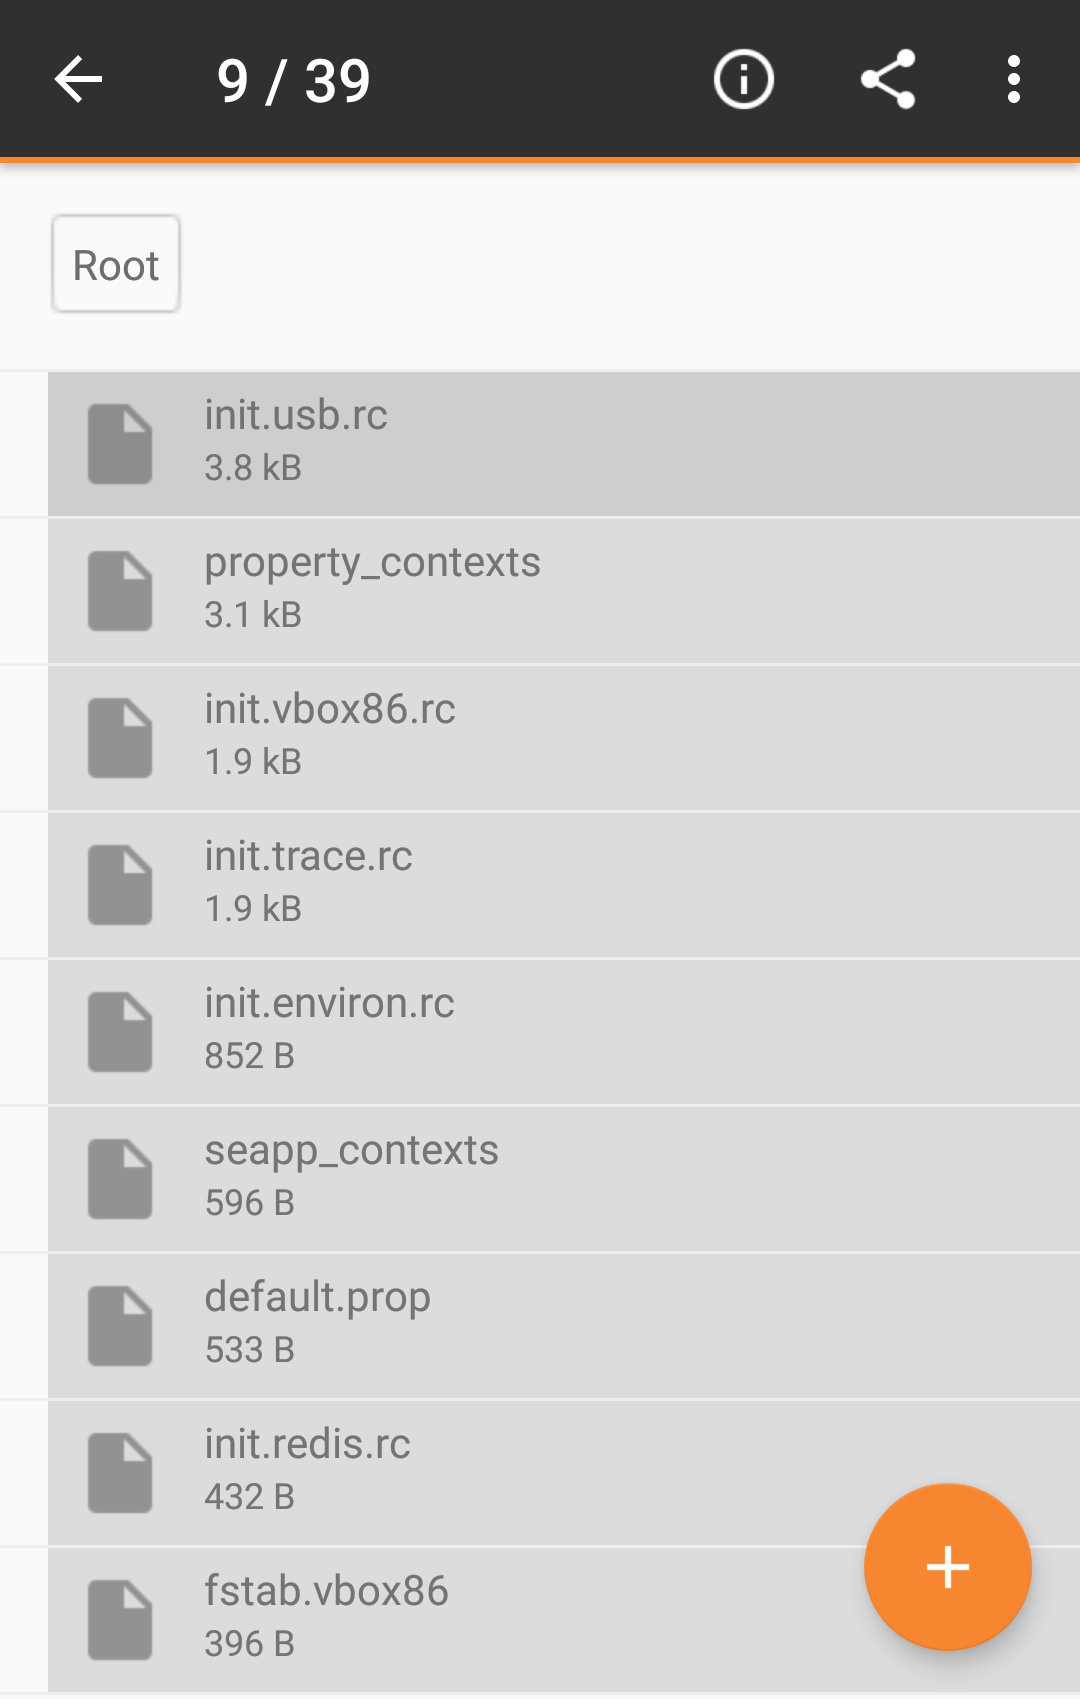 9 / 39
Root
init.usb.rc
3.8 kB
property_contexts
3.1 kB
init.vbox86.rc
1.9 kB
init.trace.rc
1.9 kB
init.environ.rc
852 B
seapp_contexts
596 B
default.prop
533 B
init.redis.rc
432 B
fstab.vbox86
396 B